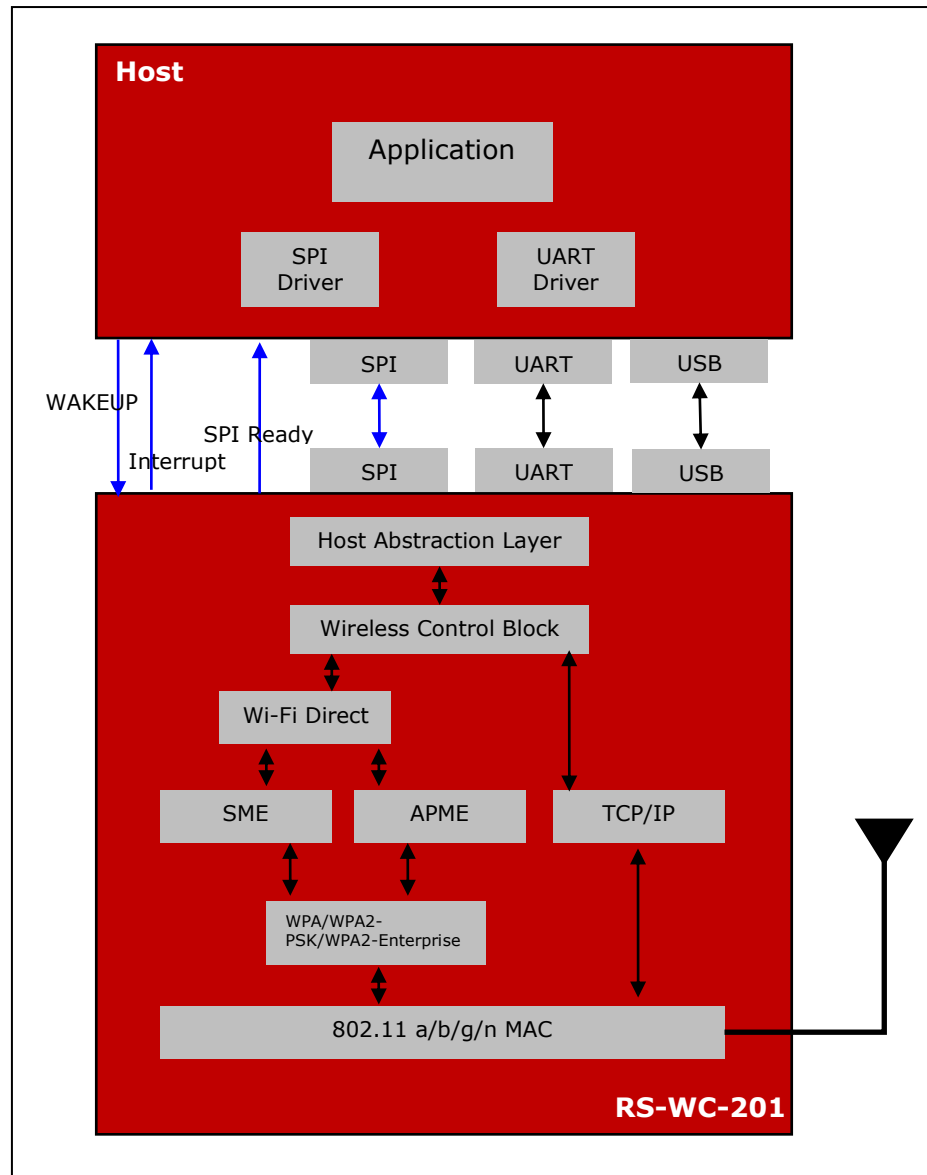 Host
Application
SPI
Driver
UART
Driver
SPI
UART
USB
WAKEUP
SPI Ready
Interrupt
SPI
UART
USB
Host Abstraction Layer
Wireless Control Block
Wi-Fi Direct
SME
APME
TCP/IP
WPA/WPA2-
PSK/WPA2-Enterprise
802.11 a/b/g/n MAC
RS-WC-201